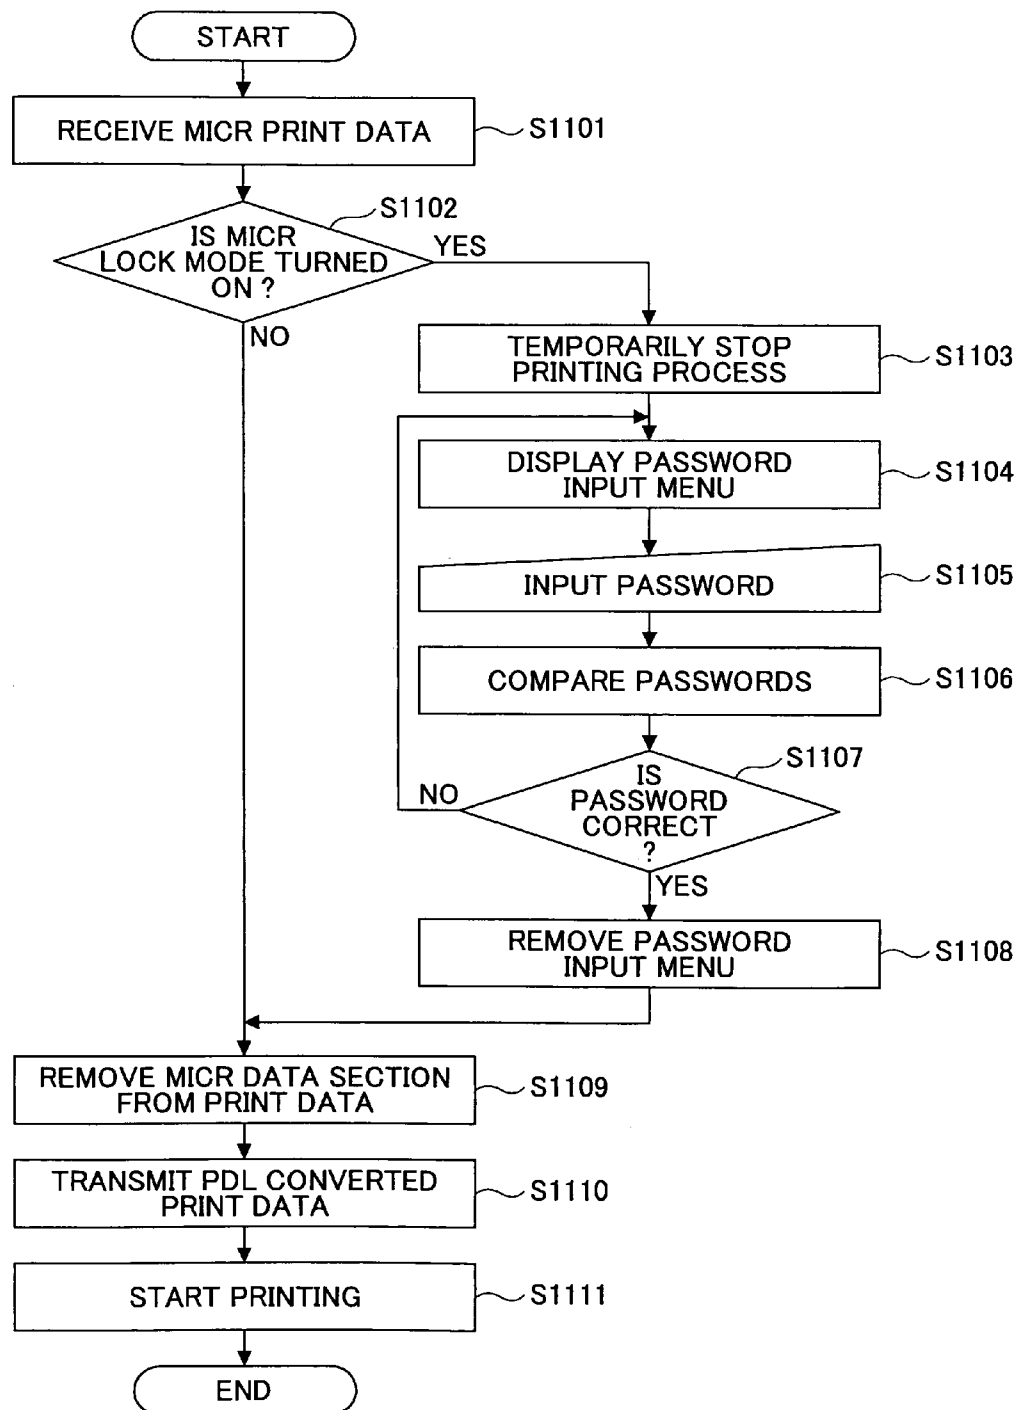 START
RECEIVE MICR PRINT DATA
S1101
S1102
IS MICR
LOCK MODE TURNED
ON ?
YES
NO
TEMPORARILY STOP
PRINTING PROCESS
S1103
DISPLAY PASSWORD
INPUT MENU
S1104
INPUT PASSWORD
S1105
COMPARE PASSWORDS
S1106
S1107
IS
PASSWORD
CORRECT
?
NO
YES
REMOVE PASSWORD
INPUT MENU
S1108
REMOVE MICR DATA SECTION
FROM PRINT DATA
S1109
TRANSMIT PDL CONVERTED
PRINT DATA
S1110
START PRINTING
S1111
END